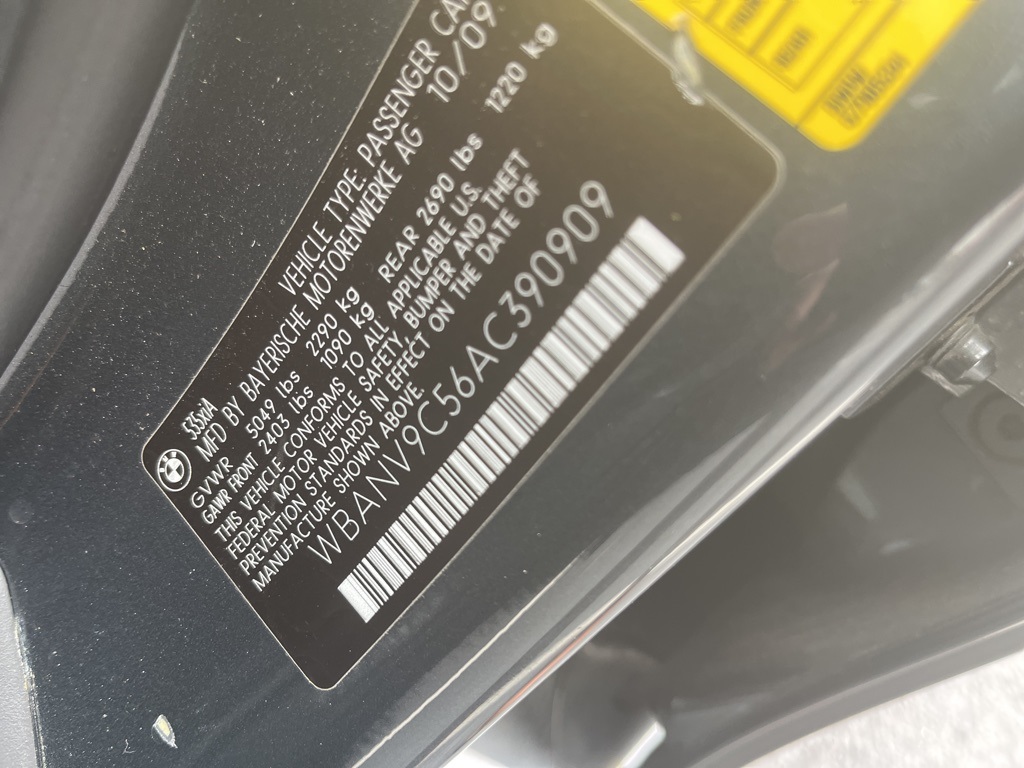 BMW
535xiA
VEHICLE TYPE: PASSENGER CAR
MFD BY BAYERISCHE MOTORENWERKE AG 10/09
GVWR 5049 lbs 2290 kg
GAWR FRONT 2403 lbs 1090 kg REAR 2690 lbs 1220 kg
THIS VEHICLE CONFORMS TO ALL APPLICABLE U.S.
FEDERAL MOTOR VEHICLE SAFETY, BUMPER AND THEFT
PREVENTION STANDARDS IN EFFECT ON THE DATE OF
MANUFACTURE SHOWN ABOVE
WBANV9C56AC390909